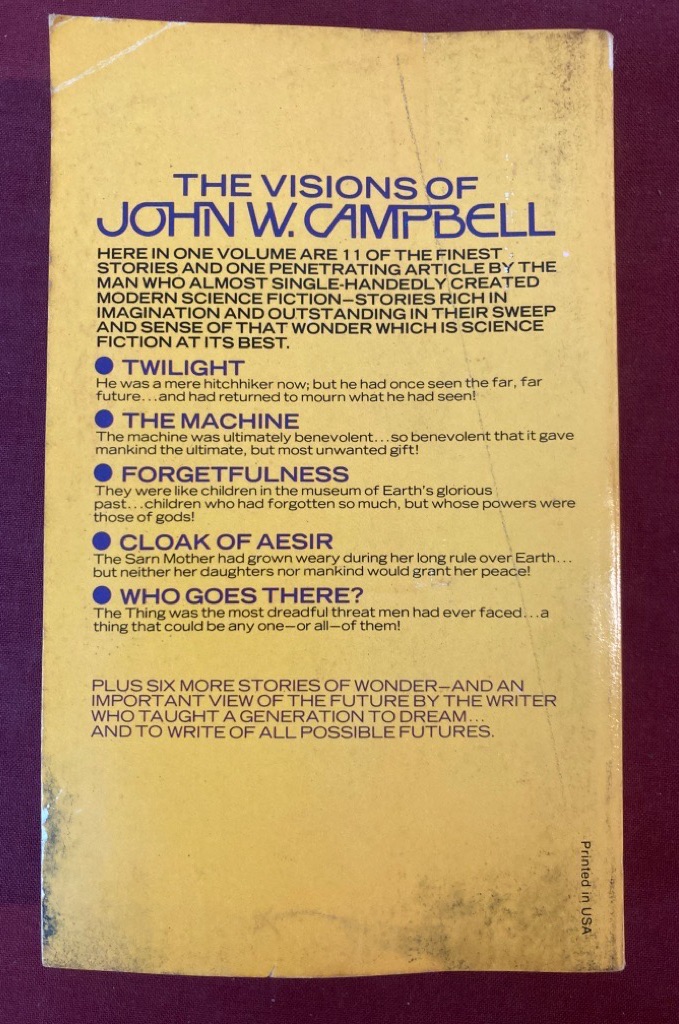 THE VISIONS OF
JOHN W. CAMPBELL
HERE IN ONE VOLUME ARE 11 OF THE FINEST
STORIES AND ONE PENETRATING ARTICLE BY THE
MAN WHO ALMOST SINGLE-HANDEDLY CREATED
MODERN SCIENCE FICTION—STORIES RICH IN
IMAGINATION AND OUTSTANDING IN THEIR SWEEP
AND SENSE OF THAT WONDER WHICH IS SCIENCE
FICTION AT ITS BEST.
● TWILIGHT
He was a mere hitchhiker now; but he had once seen the far, far
future...and had returned to mourn what he had seen!
● THE MACHINE
The machine was ultimately benevolent...so benevolent that it gave
mankind the ultimate, but most unwanted gift!
● FORGETFULNESS
They were like children in the museum of Earth's glorious
past...children who had forgotten so much, but whose powers were
those of gods!
● CLOAK OF AESIR
The Sarn Mother had grown weary during her long rule over Earth...
but neither her daughters nor mankind would grant her peace!
● WHO GOES THERE?
The Thing was the most dreadful threat men had ever faced...a
thing that could be any one—or all—of them!
PLUS SIX MORE STORIES OF WONDER—AND AN
IMPORTANT VIEW OF THE FUTURE BY THE WRITER
WHO TAUGHT A GENERATION TO DREAM...
AND TO WRITE OF ALL POSSIBLE FUTURES.
Printed in USA